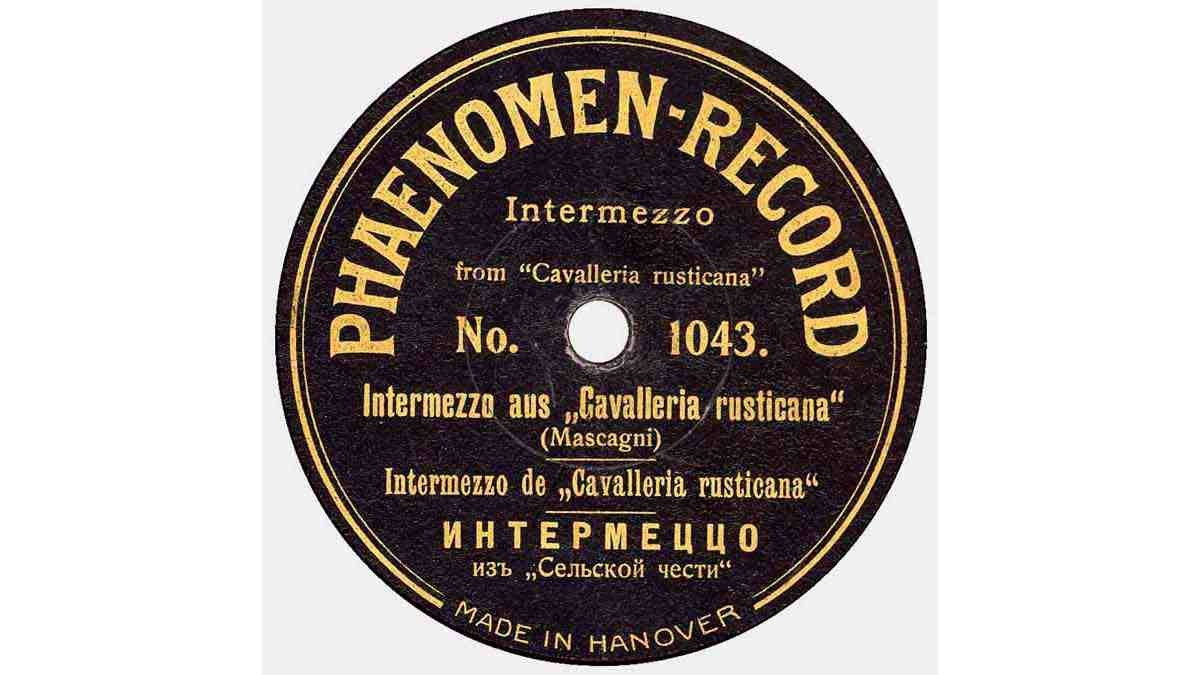 PHAENOMEN-RECORD
Intermezzo
from “Cavalleria rusticana”
No. 1043.
Intermezzo aus „Cavalleria rusticana“
(Mascagni)
Intermezzo de „Cavalleria rusticana“
ИНТЕРМЕЦЦО
изъ „Сельской чести“
MADE IN HANOVER